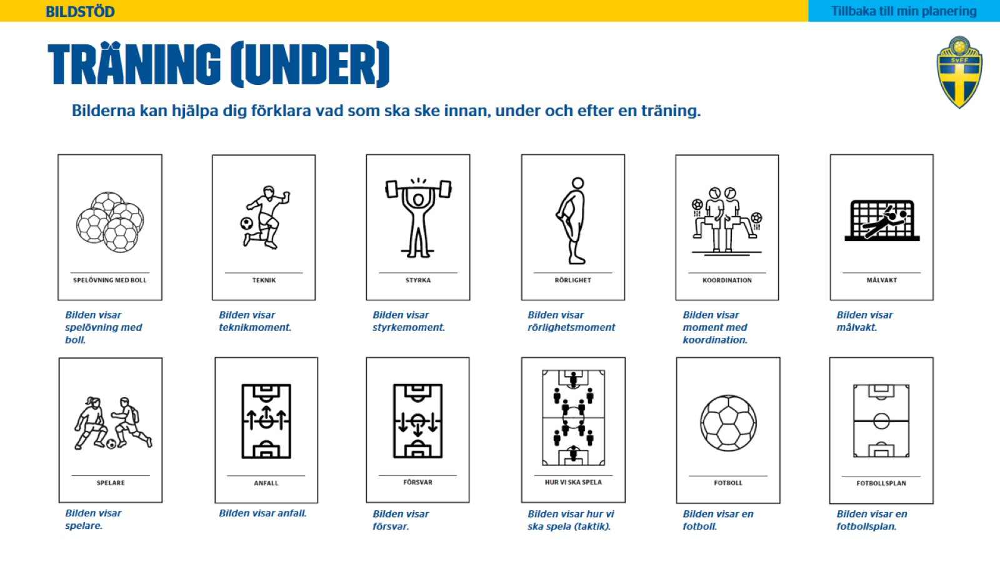 BILDSTÖD
Tillbaka till min planering
TRÄNING (UNDER)
SvFF
Bilderna kan hjälpa dig förklara vad som ska ske innan, under och efter en träning.
SPELÖVNING MED BOLL
TEKNIK
STYRKA
RÖRLIGHET
KOORDINATION
MÅLVAKT
Bilden visar
spelövning med
boll.
Bilden visar
teknikmoment.
Bilden visar
styrkemoment.
Bilden visar
rörlighetsmoment
Bilden visar
moment med
koordination.
Bilden visar
målvakt.
SPELARE
ANFALL
FÖRSVAR
HUR VI SKA SPELA
FOTBOLL
FOTBOLLSPLAN
Bilden visar
spelare.
Bilden visar anfall.
Bilden visar
försvar.
Bilden visar hur vi
ska spela (taktik).
Bilden visar en
fotboll.
Bilden visar en
fotbollsplan.